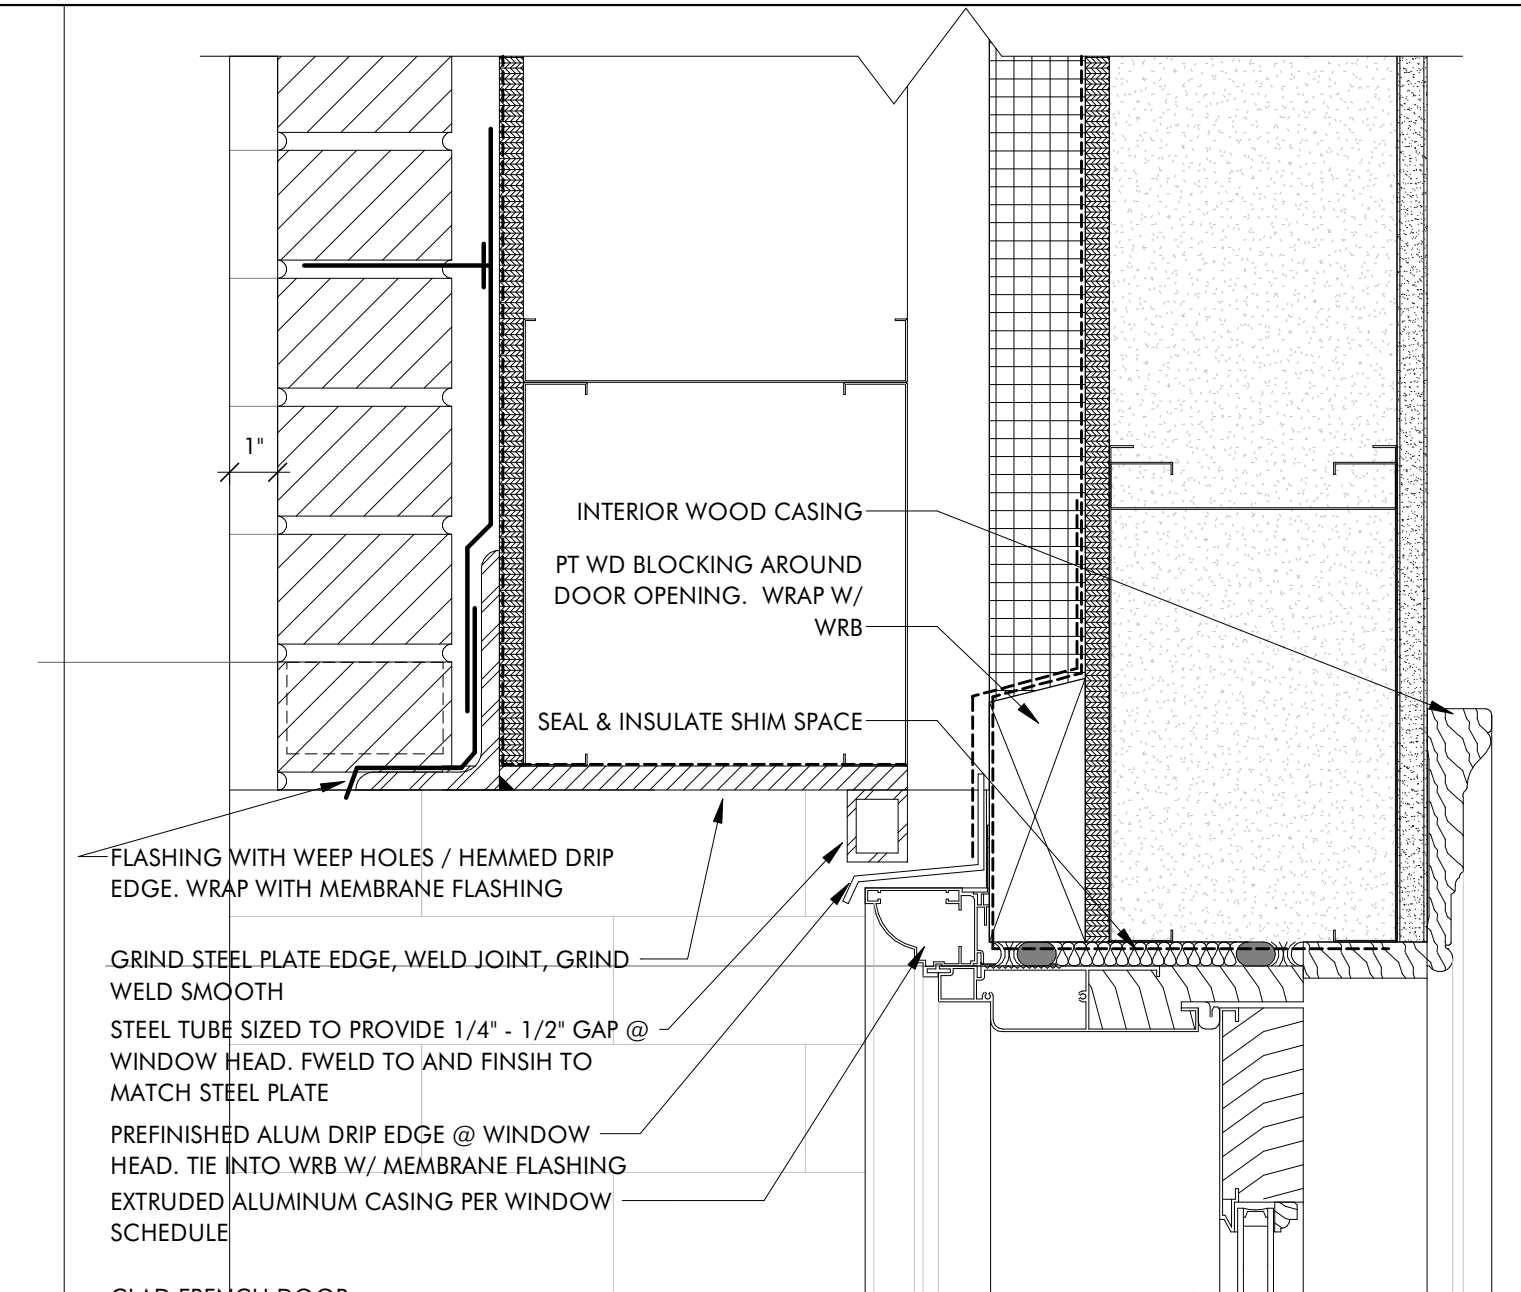 1"
INTERIOR WOOD CASING
PT WD BLOCKING AROUND
DOOR OPENING.  WRAP W/
WRB
SEAL & INSULATE SHIM SPACE
FLASHING WITH WEEP HOLES / HEMMED DRIP
EDGE. WRAP WITH MEMBRANE FLASHING
GRIND STEEL PLATE EDGE, WELD JOINT, GRIND
WELD SMOOTH
STEEL TUBE SIZED TO PROVIDE 1/4" - 1/2" GAP @
WINDOW HEAD. FWELD TO AND FINSIH TO
MATCH STEEL PLATE
PREFINISHED ALUM DRIP EDGE @ WINDOW
HEAD. TIE INTO WRB W/ MEMBRANE FLASHING
EXTRUDED ALUMINUM CASING PER WINDOW
SCHEDULE
CLAD FRENCH DOOR